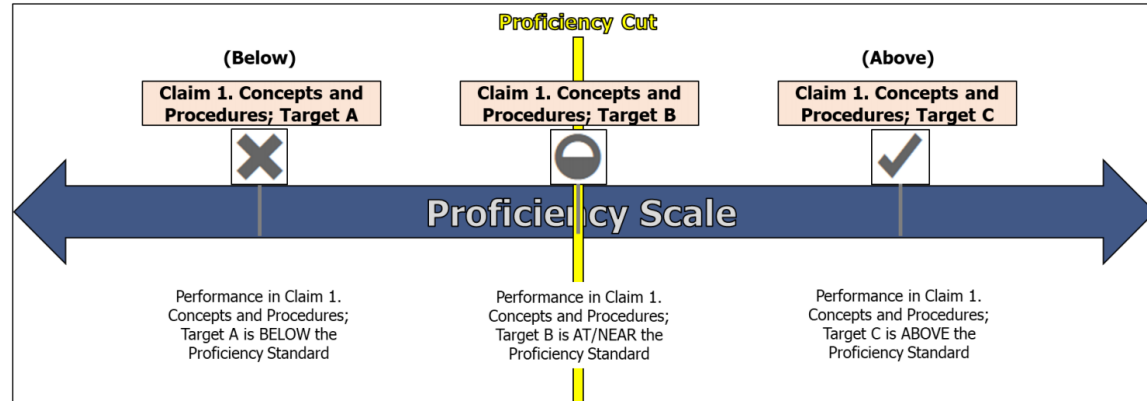 Proficiency Cut
(Below)
(Above)
Claim 1. Concepts and
Procedures; Target A
Claim 1. Concepts and
Procedures; Target B
Claim 1. Concepts and
Procedures; Target C
Proficiency Scale
Performance in Claim 1.
Concepts and Procedures;
Target A is BELOW the
Proficiency Standard
Performance in Claim 1.
Concepts and Procedures;
Target B is AT/NEAR the
Proficiency Standard
Performance in Claim 1.
Concepts and Procedures;
Target C is ABOVE the
Proficiency Standard